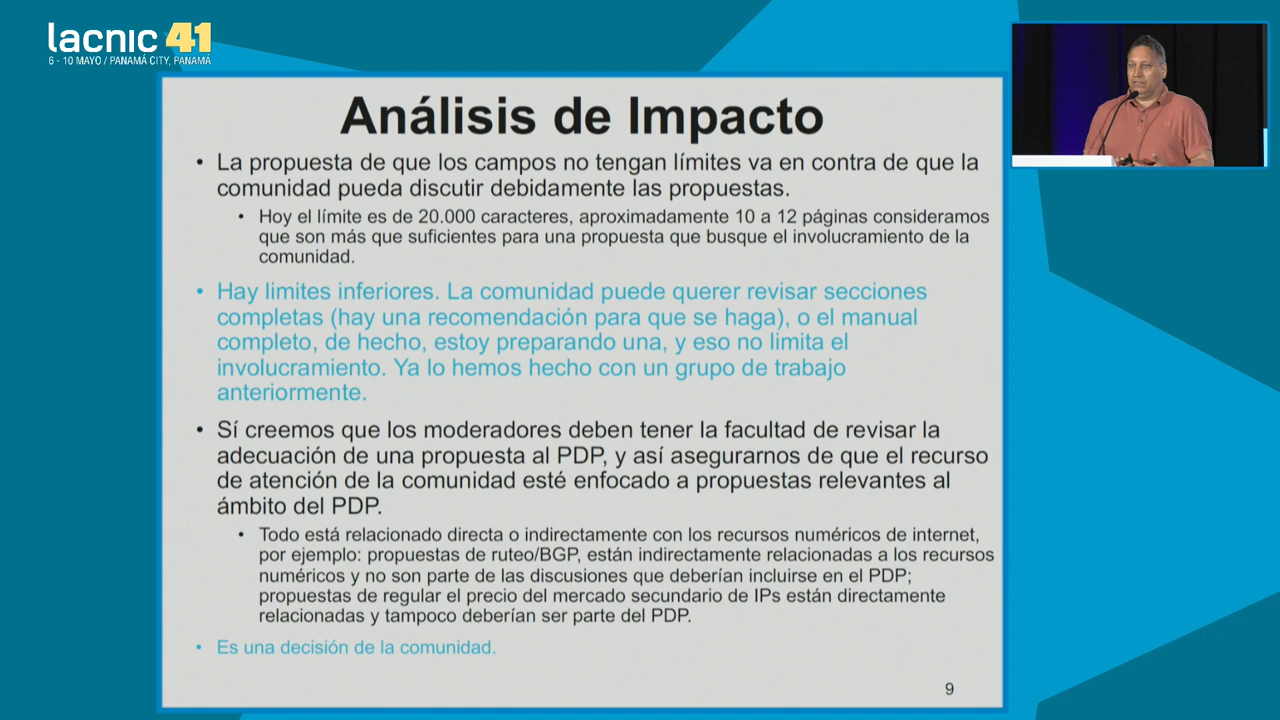 lacnic 41
6 - 10 MAYO / PANAMÁ CITY, PANAMÁ
Análisis de Impacto
• La propuesta de que los campos no tengan límites va en contra de que la
comunidad pueda discutir debidamente las propuestas.
• Hoy el límite es de 20.000 caracteres, aproximadamente 10 a 12 páginas consideramos
que son más que suficientes para una propuesta que busque el involucramiento de la
comunidad.
• Hay limites inferiores. La comunidad puede querer revisar secciones
completas (hay una recomendación para que se haga), o el manual
completo, de hecho, estoy preparando una, y eso no limita el
involucramiento. Ya lo hemos hecho con un grupo de trabajo
anteriormente.
• Sí creemos que los moderadores deben tener la facultad de revisar la
adecuación de una propuesta al PDP, y así asegurarnos de que el recurso
de atención de la comunidad esté enfocado a propuestas relevantes al
ámbito del PDP.
• Todo está relacionado directa o indirectamente con los recursos numéricos de internet,
por ejemplo: propuestas de ruteo/BGP, están indirectamente relacionadas a los recursos
numéricos y no son parte de las discusiones que deberían incluirse en el PDP;
propuestas de regular el precio del mercado secundario de IPs están directamente
relacionadas y tampoco deberían ser parte del PDP.
• Es una decisión de la comunidad.
9